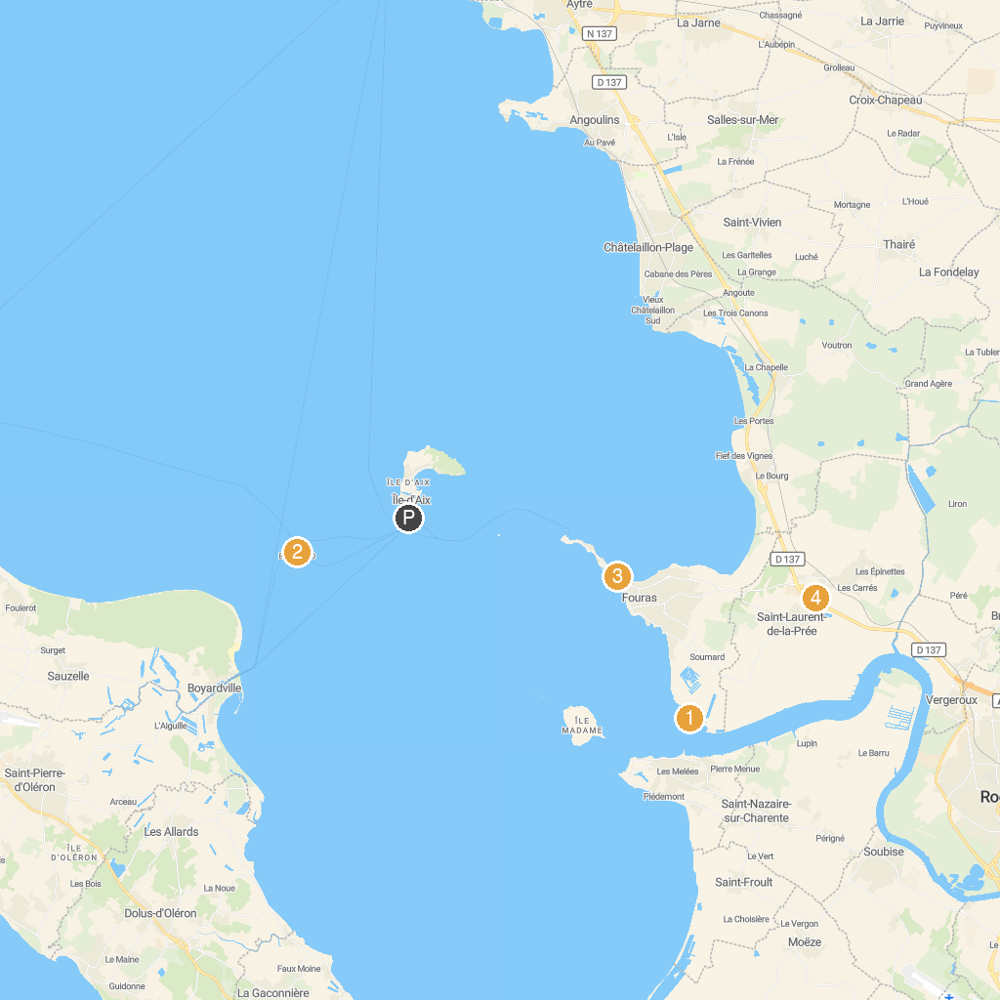 Aytre
La Jarne
Chassagné
La Jarrie
Puyvineux
N 137
L'Aubépin
Grolleau
D 137
Croix-Chapeau
Angoulins
Salles-sur-Mer
Au Pavé
L'Isle
Le Radar
La Frénée
Mortagne
L'Houé
Saint-Vivien
Châtelaillon-Plage
Les Garitelles
Luché
Thairé
Cabane des Pères
La Grange
La Fondelay
Vieux
Châtelaillon
Sud
Angoute
Les Trois Canons
Voutron
La Chapelle
Grand Agère
Les Portes
Fief des Vignes
Le Bourg
ÎLE D'AIX
Île-d'Aix
P
Liron
2
D 137
3
Fouras
Les Épinettes
Les Carrés
4
Péré
Saint-Laurent-
de-la-Prée
Foulerot
Surget
Sauzelle
Boyardville
L'Aiguille
Soumard
D 137
Vergeroux
1
ÎLE
MADAME
Lupin
Le Barru
Saint-Pierre-
d'Oléron
Arceau
Les Melées
Pierre Menue
Piédemont
Saint-Nazaire-
sur-Charente
Les Allards
Périgné
Soubise
ÎLE
D'OLÉRON
Le Vert
Les Bois
La Noue
Saint-Froult
Dolus-d'Oléron
La Choisière
Le Vergon
Moëze
Le Maine
Faux Moine
Guidonne
La Gaconnière